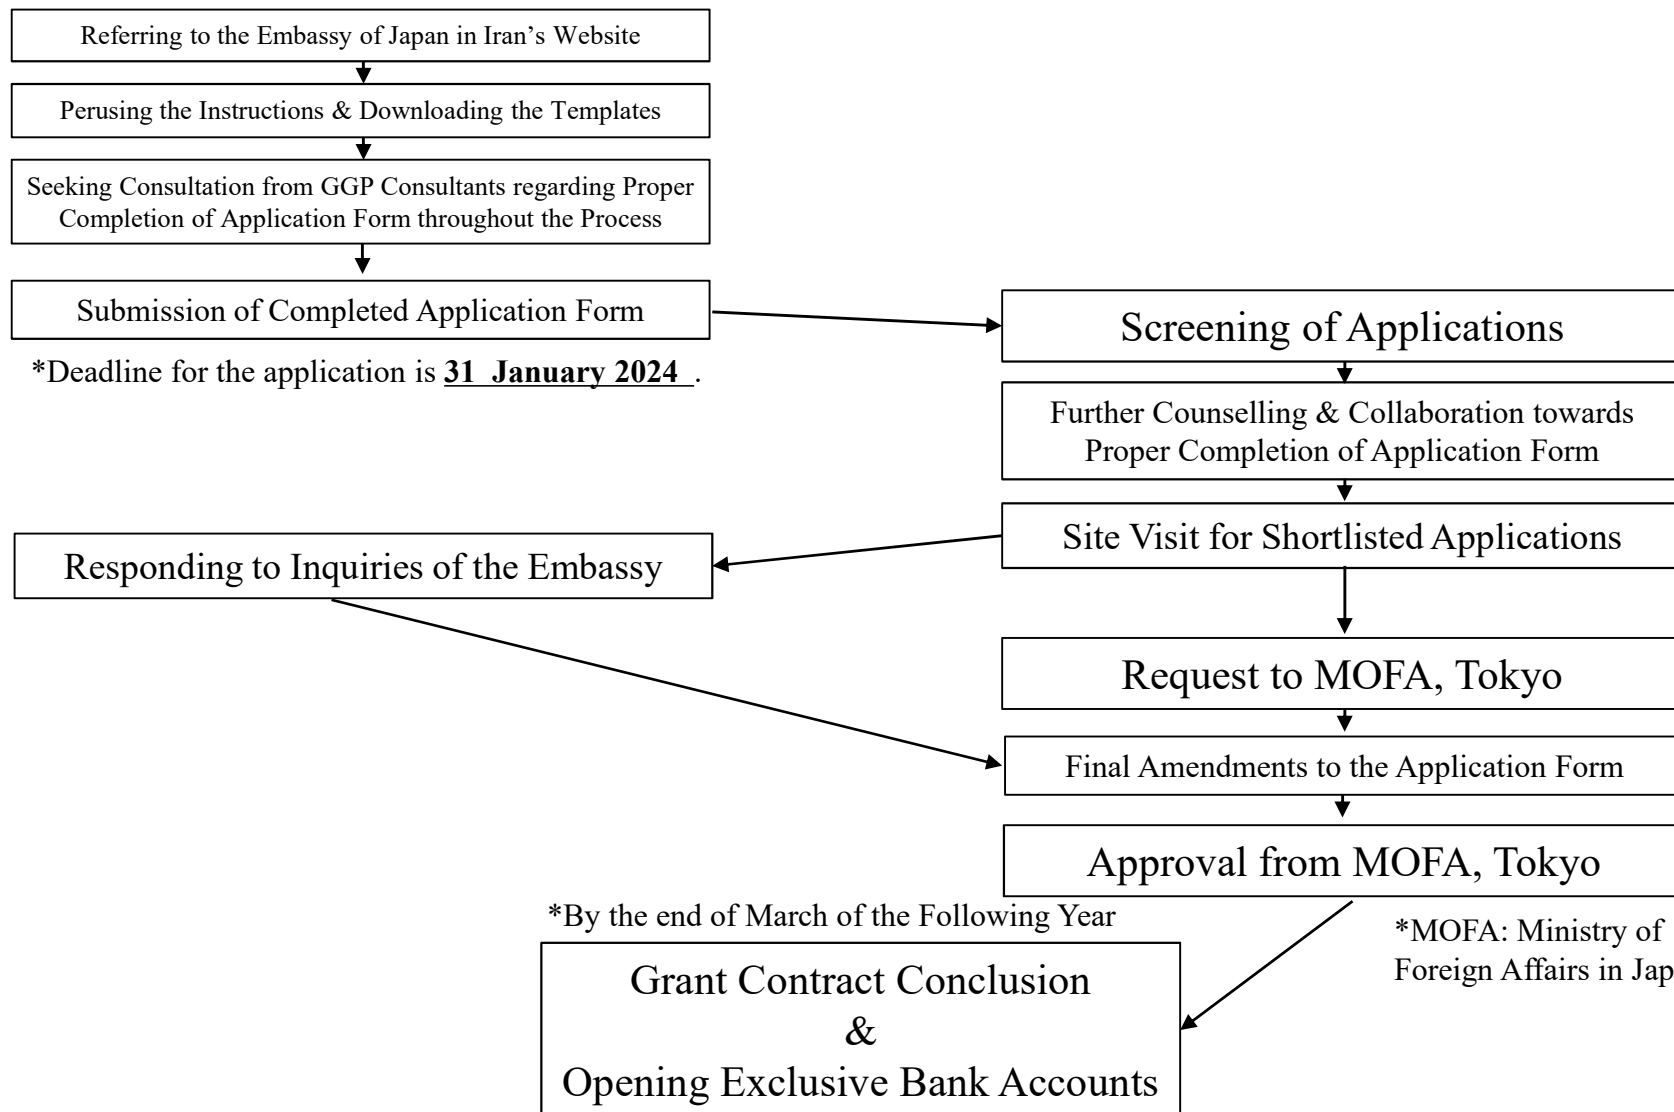 Referring to the Embassy of Japan in Iran’s Website
Perusing the Instructions & Downloading the Templates
Seeking Consultation from GGP Consultants regarding Proper
Completion of Application Form throughout the Process
Submission of Completed Application Form
*Deadline for the application is 31 January 2024 .
Screening of Applications
Further Counselling & Collaboration towards
Proper Completion of Application Form
Site Visit for Shortlisted Applications
Responding to Inquiries of the Embassy
Request to MOFA, Tokyo
Final Amendments to the Application Form
Approval from MOFA, Tokyo
*By the end of March of the Following Year
*MOFA: Ministry of
Foreign Affairs in Jap
Grant Contract Conclusion
&
Opening Exclusive Bank Accounts